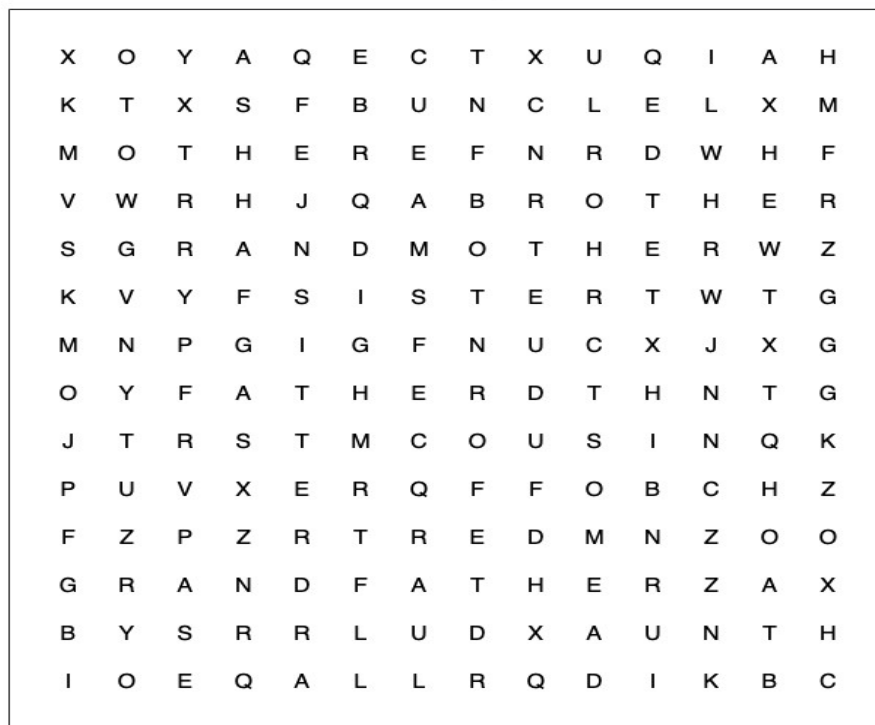 X O Y A Q E C T X U Q I A H
K T X S F B U N C L E L X M
M O T H E R E F N R D W H F
V W R H J Q A B R O T H E R
S G R A N D M O T H E R W Z
K V Y F S I S T E R T W T G
M N P G I G F N U C X J X G
O Y F A T H E R D T H N T G
J T R S T M C O U S I N Q K
P U V X E R Q F F O B C H Z
F Z P Z R T R E D M N Z O O
G R A N D F A T H E R Z A X
B Y S R R L U D X A U N T H
I O E Q A L L R Q D I K B C